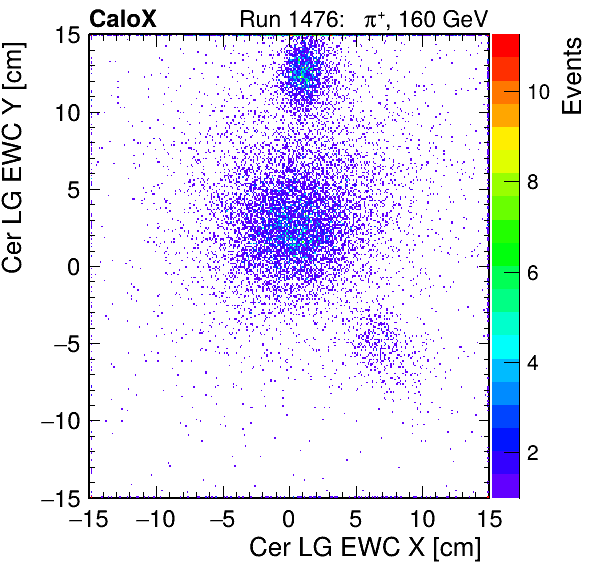 CaloX Run 1476: π⁺, 160 GeV
Cer LG EWC Y [cm]
15
10
5
0
−5
−10
−15
−15 −10 −5 0 5 10 15
Cer LG EWC X [cm]
10
8
6
4
2
Events